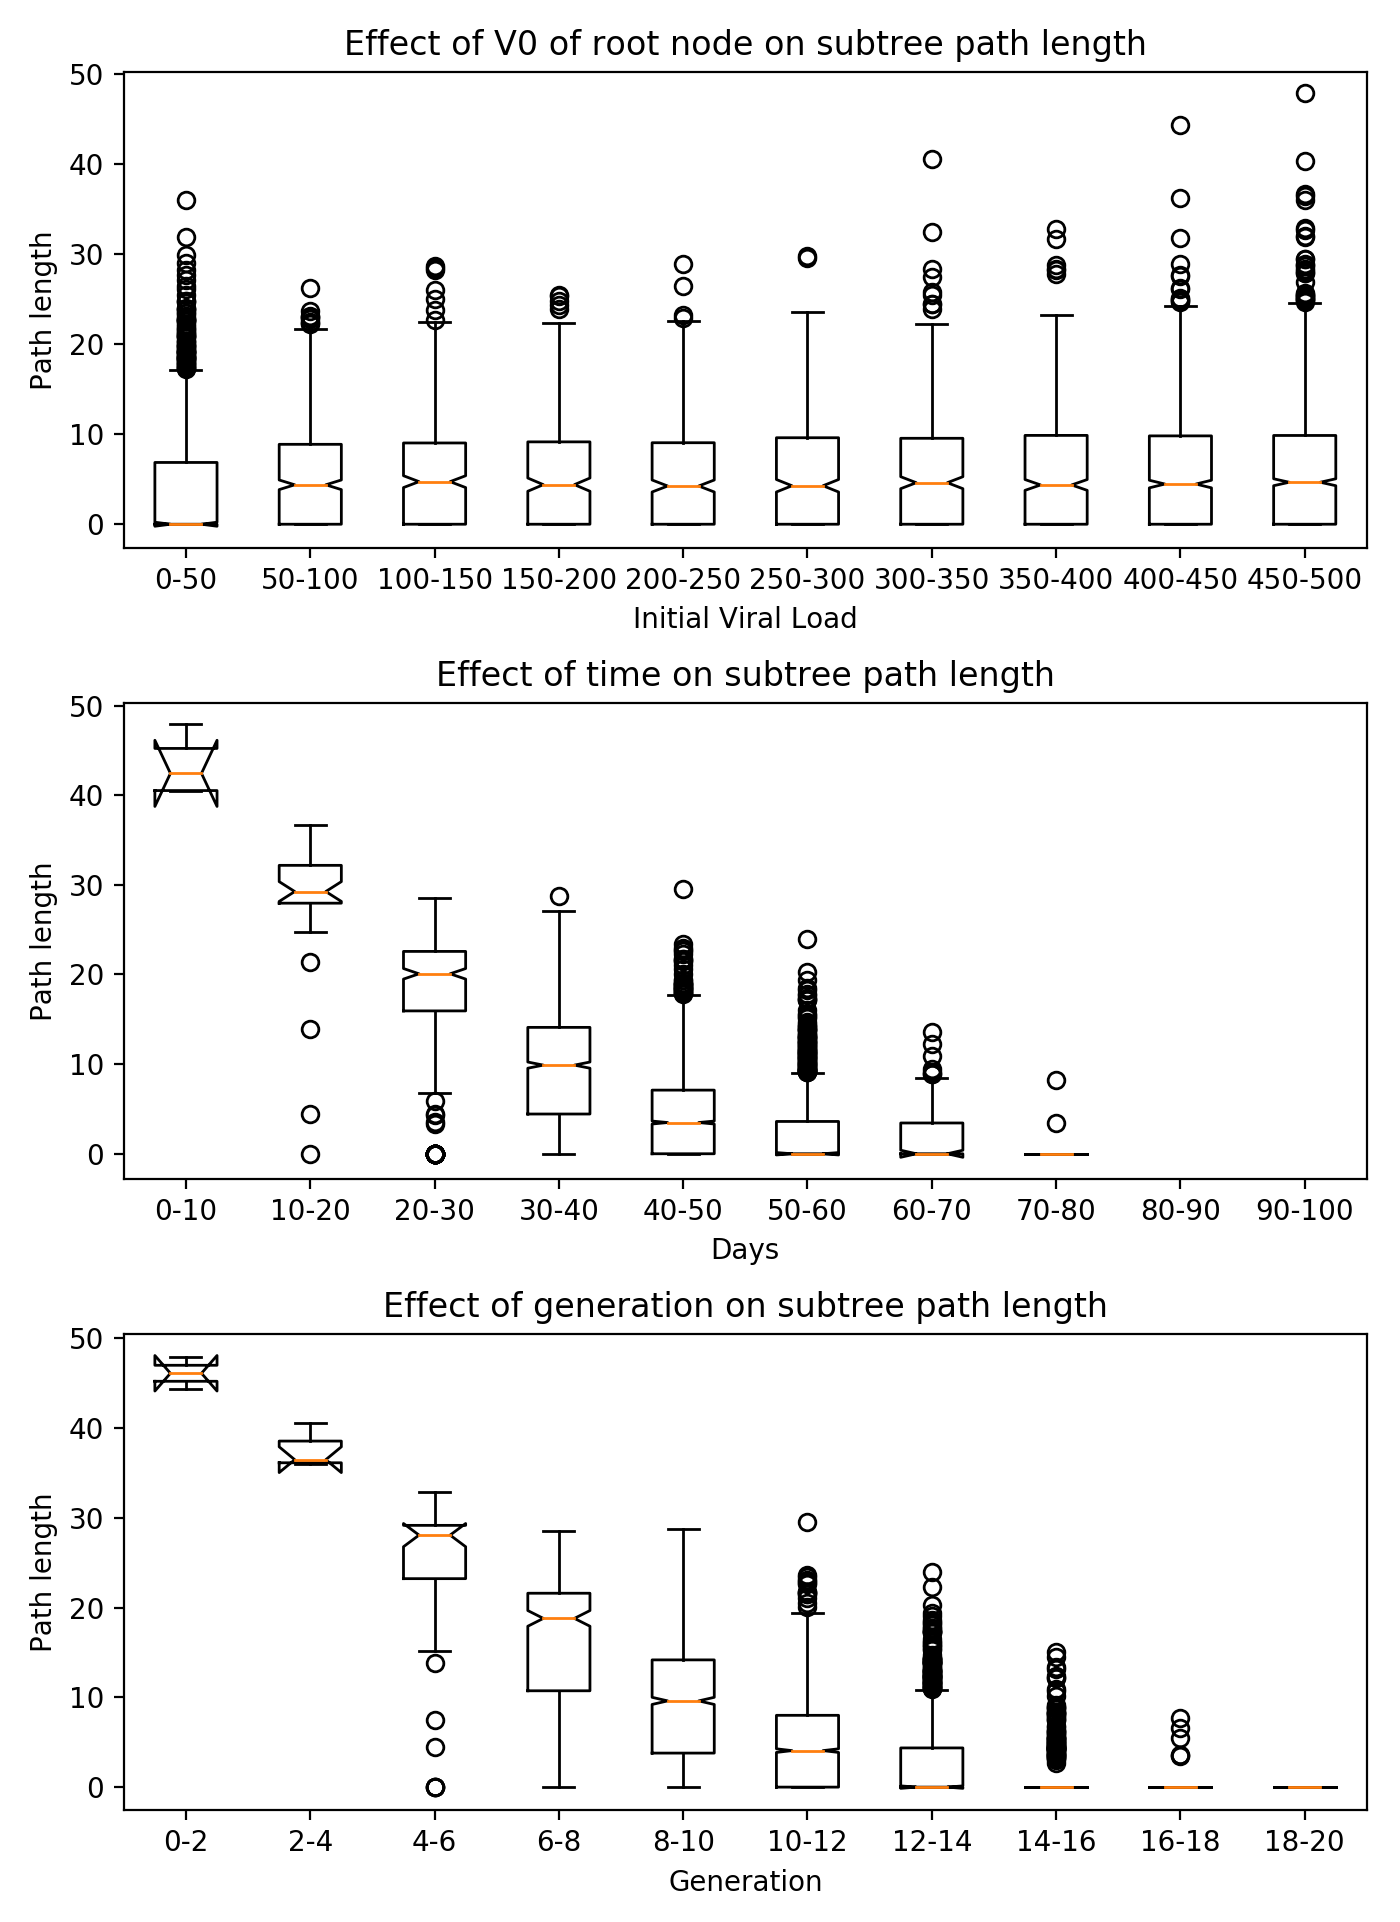 Effect of V0 of root node on subtree path length
50
40
30
20
10
0
Path length
0-50 50-100 100-150 150-200 200-250 250-300 300-350 350-400 400-450 450-500
Initial Viral Load
Effect of time on subtree path length
50
40
30
20
10
0
Path length
0-10 10-20 20-30 30-40 40-50 50-60 60-70 70-80 80-90 90-100
Days
Effect of generation on subtree path length
50
40
30
20
10
0
Path length
0-2 2-4 4-6 6-8 8-10 10-12 12-14 14-16 16-18 18-20
Generation